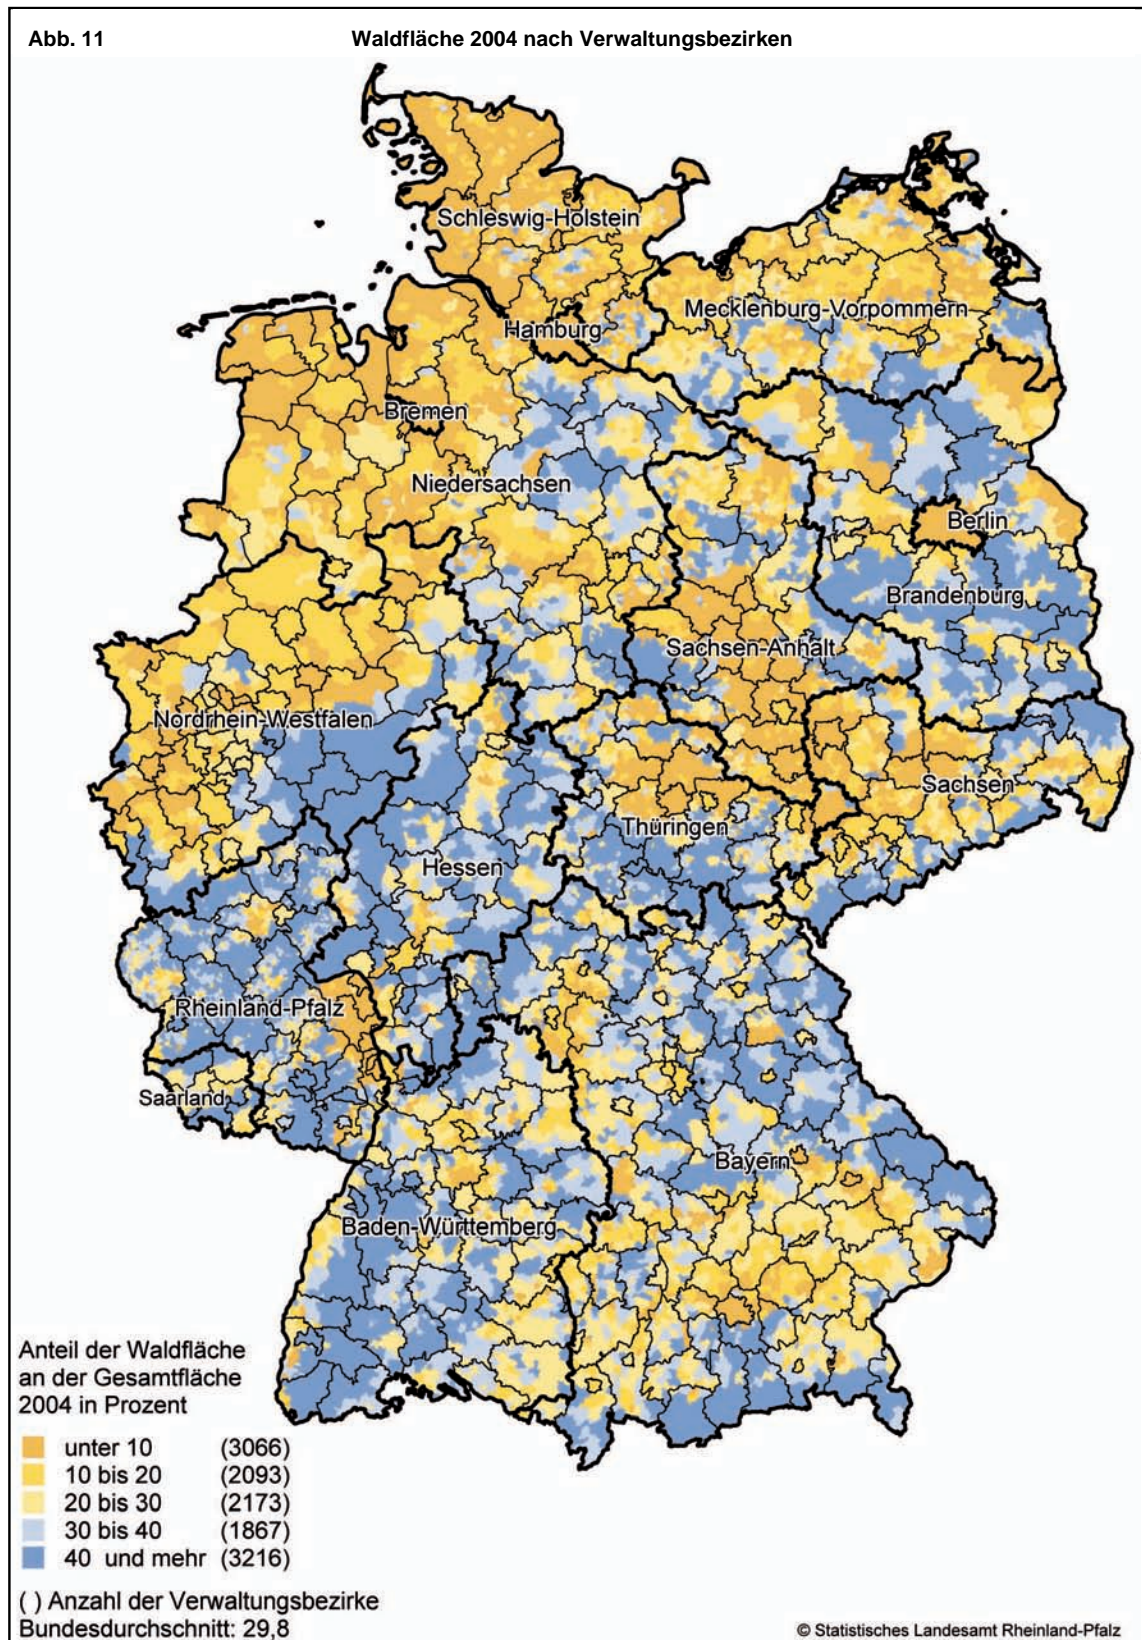 Abb. 11
Waldfläche 2004 nach Verwaltungsbezirken
Schleswig-Holstein
Mecklenburg-Vorpommern
Hamburg
Bremen
Niedersachsen
Berlin
Brandenburg
Sachsen-Anhalt
Nordrhein-Westfalen
Sachsen
Thüringen
Hessen
Rheinland-Pfalz
Saarland
Bayern
Baden-Württemberg
Anteil der Waldfläche
an der Gesamtfläche
2004 in Prozent
unter 10 (3066)
10 bis 20 (2093)
20 bis 30 (2173)
30 bis 40 (1867)
40 und mehr (3216)
( ) Anzahl der Verwaltungsbezirke
Bundesdurchschnitt: 29,8
© Statistisches Landesamt Rheinland-Pfalz